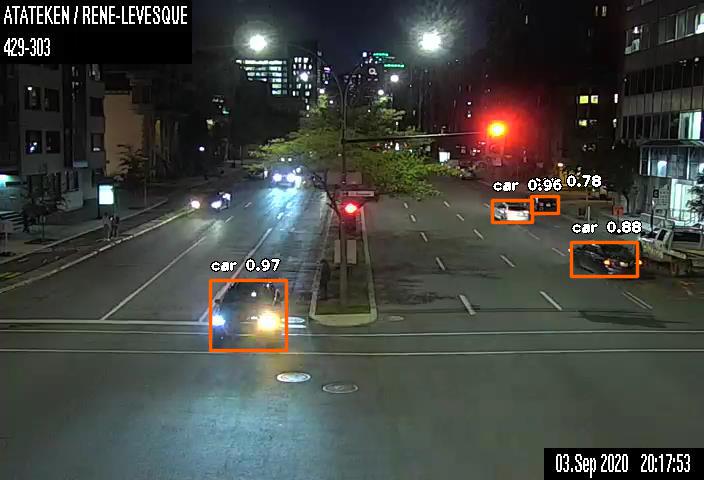 ATATEKEN / RENE-LEVESQUE
429-303
car 0.96
0.78
car 0.88
car 0.97
03.Sep 2020 20:17:53